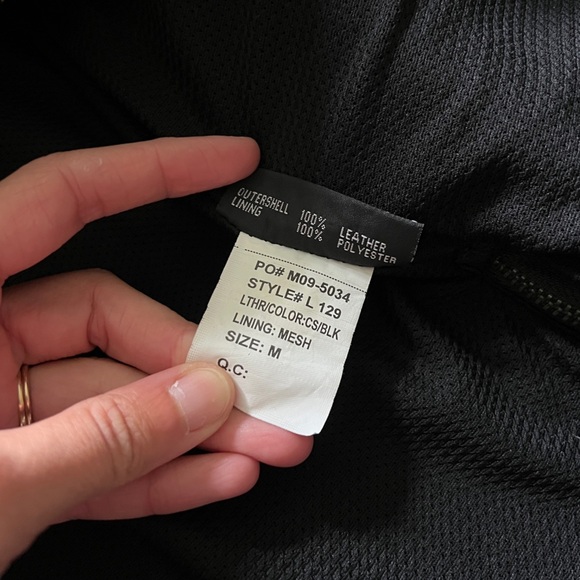 OUTERSHELL 100% LEATHER
LINING 100% POLYESTER
PO# M09-5034
STYLE# L 129
LTHR/COLOR:CS/BLK
LINING: MESH
SIZE: M
Q.C: